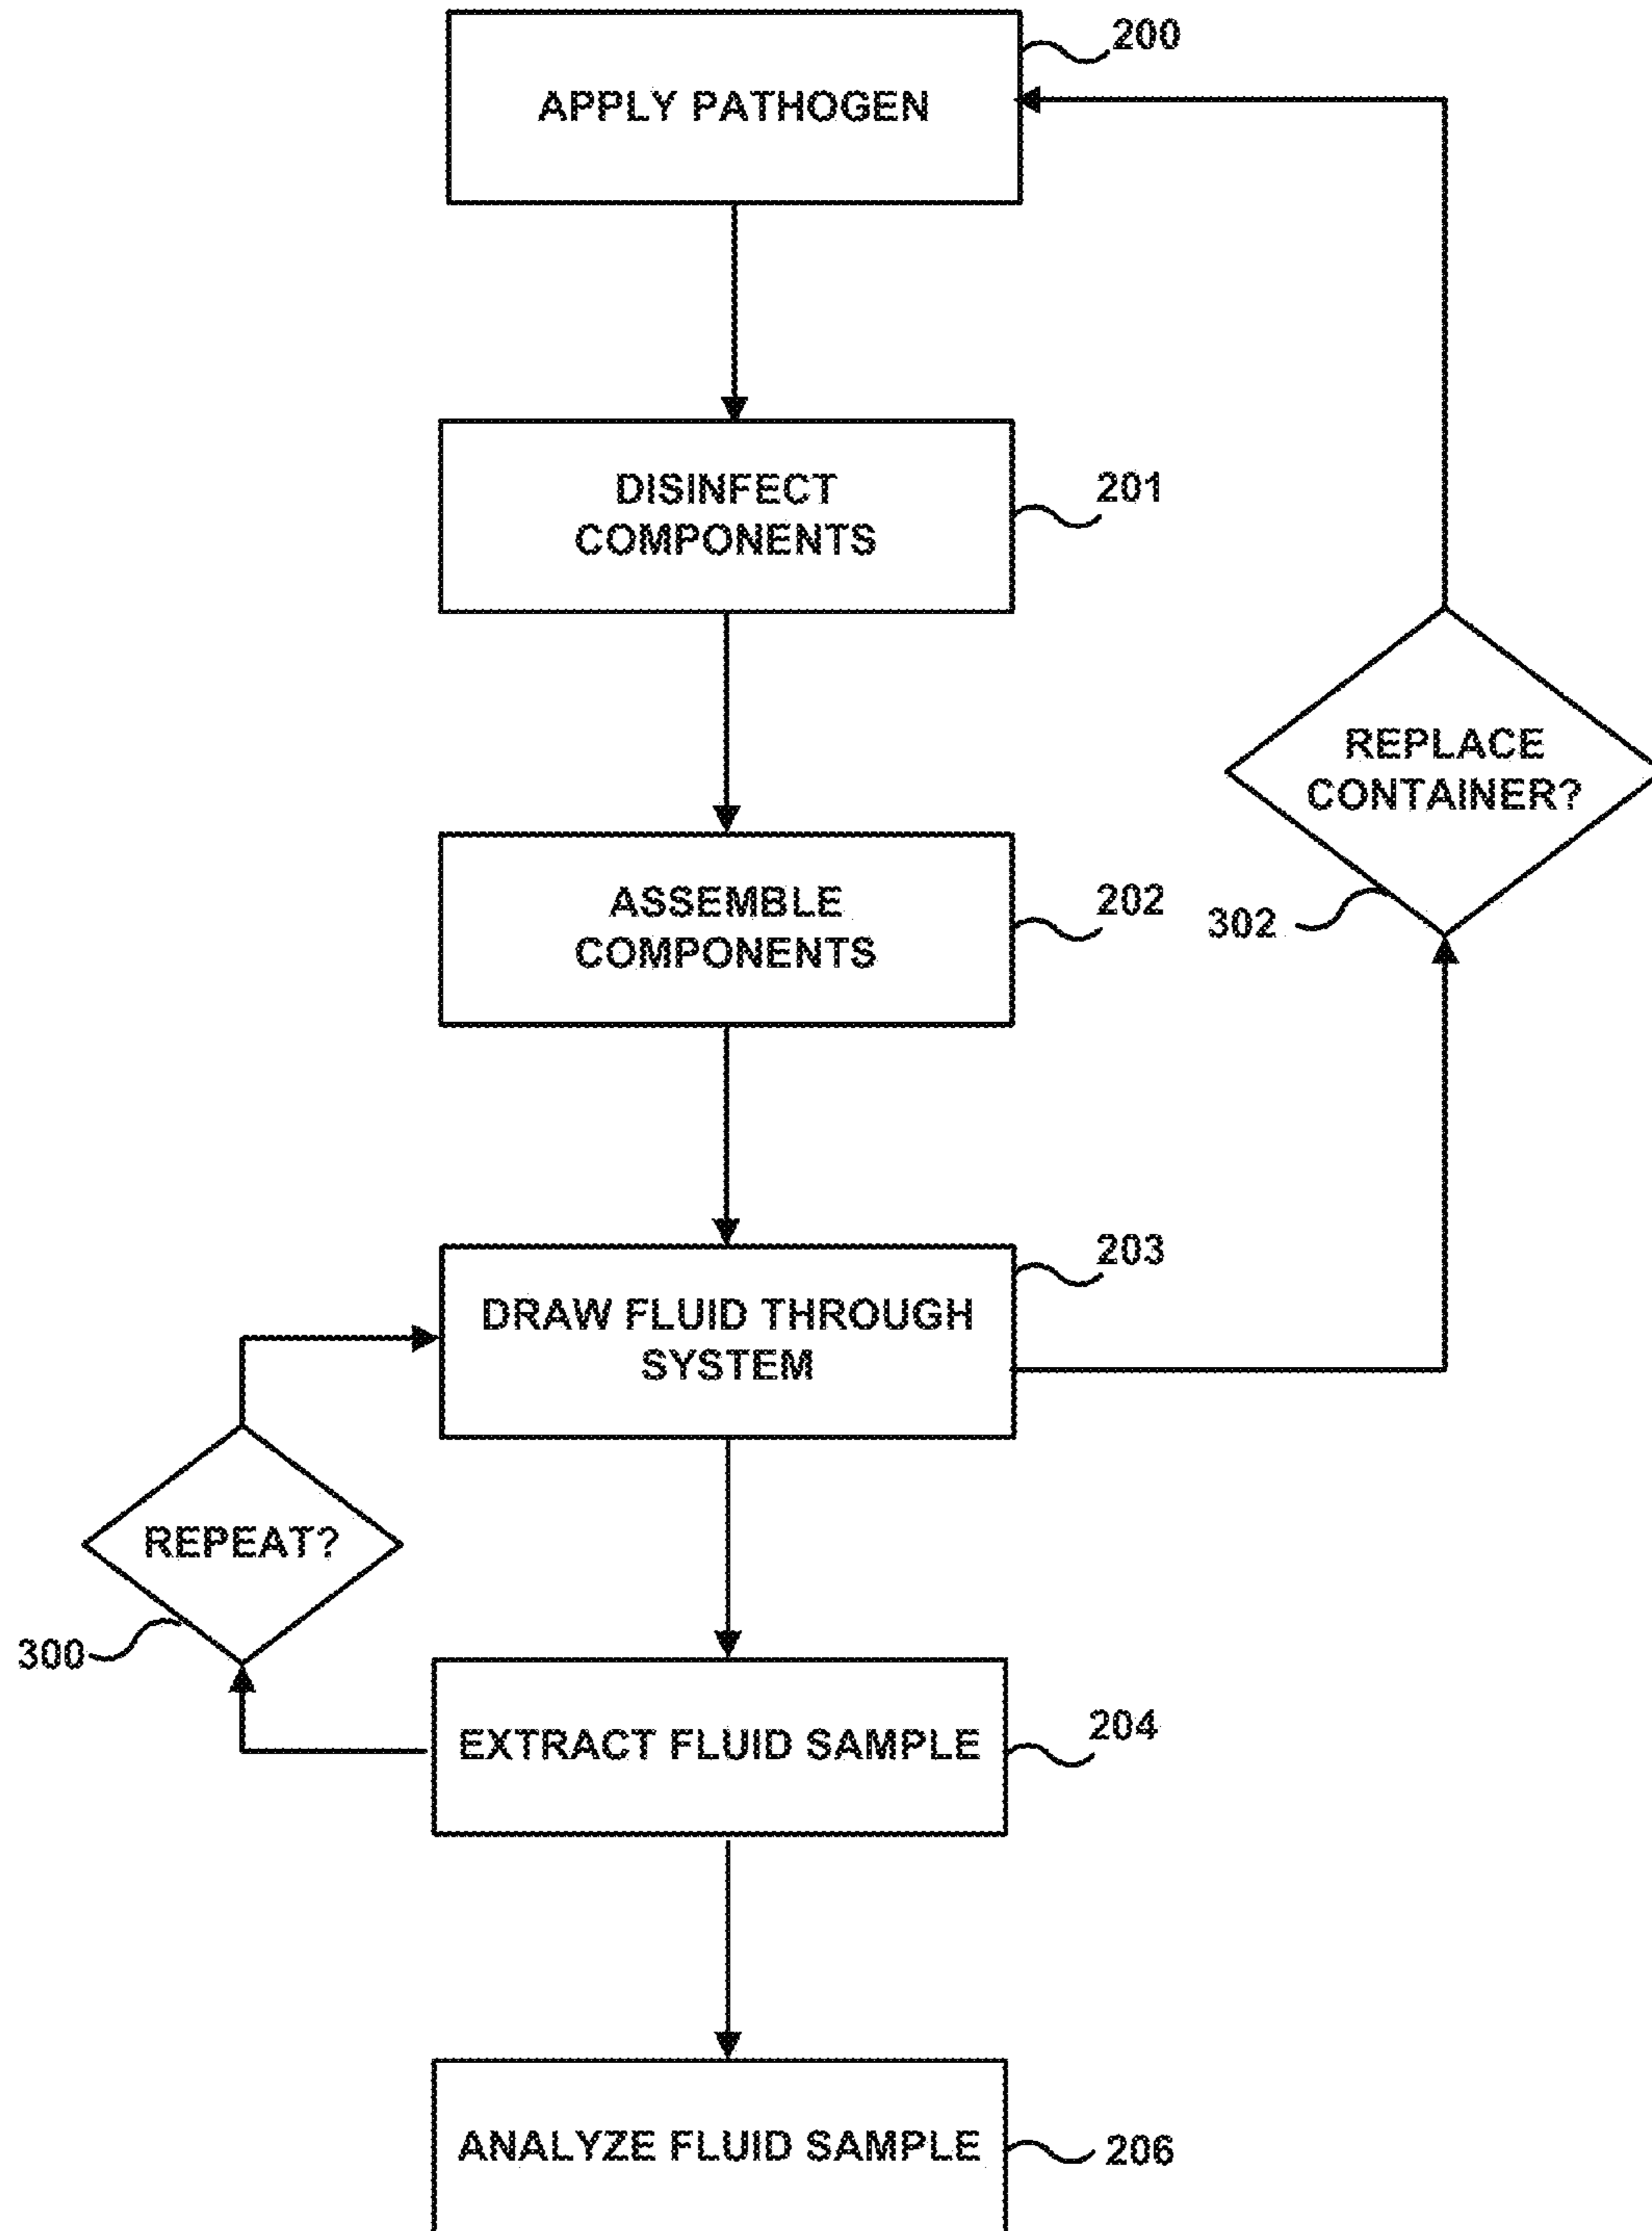 200
APPLY PATHOGEN
201
DISINFECT
COMPONENTS
REPLACE
CONTAINER?
302
202
ASSEMBLE
COMPONENTS
203
DRAW FLUID THROUGH
SYSTEM
REPEAT?
300
204
EXTRACT FLUID SAMPLE
ANALYZE FLUID SAMPLE
206